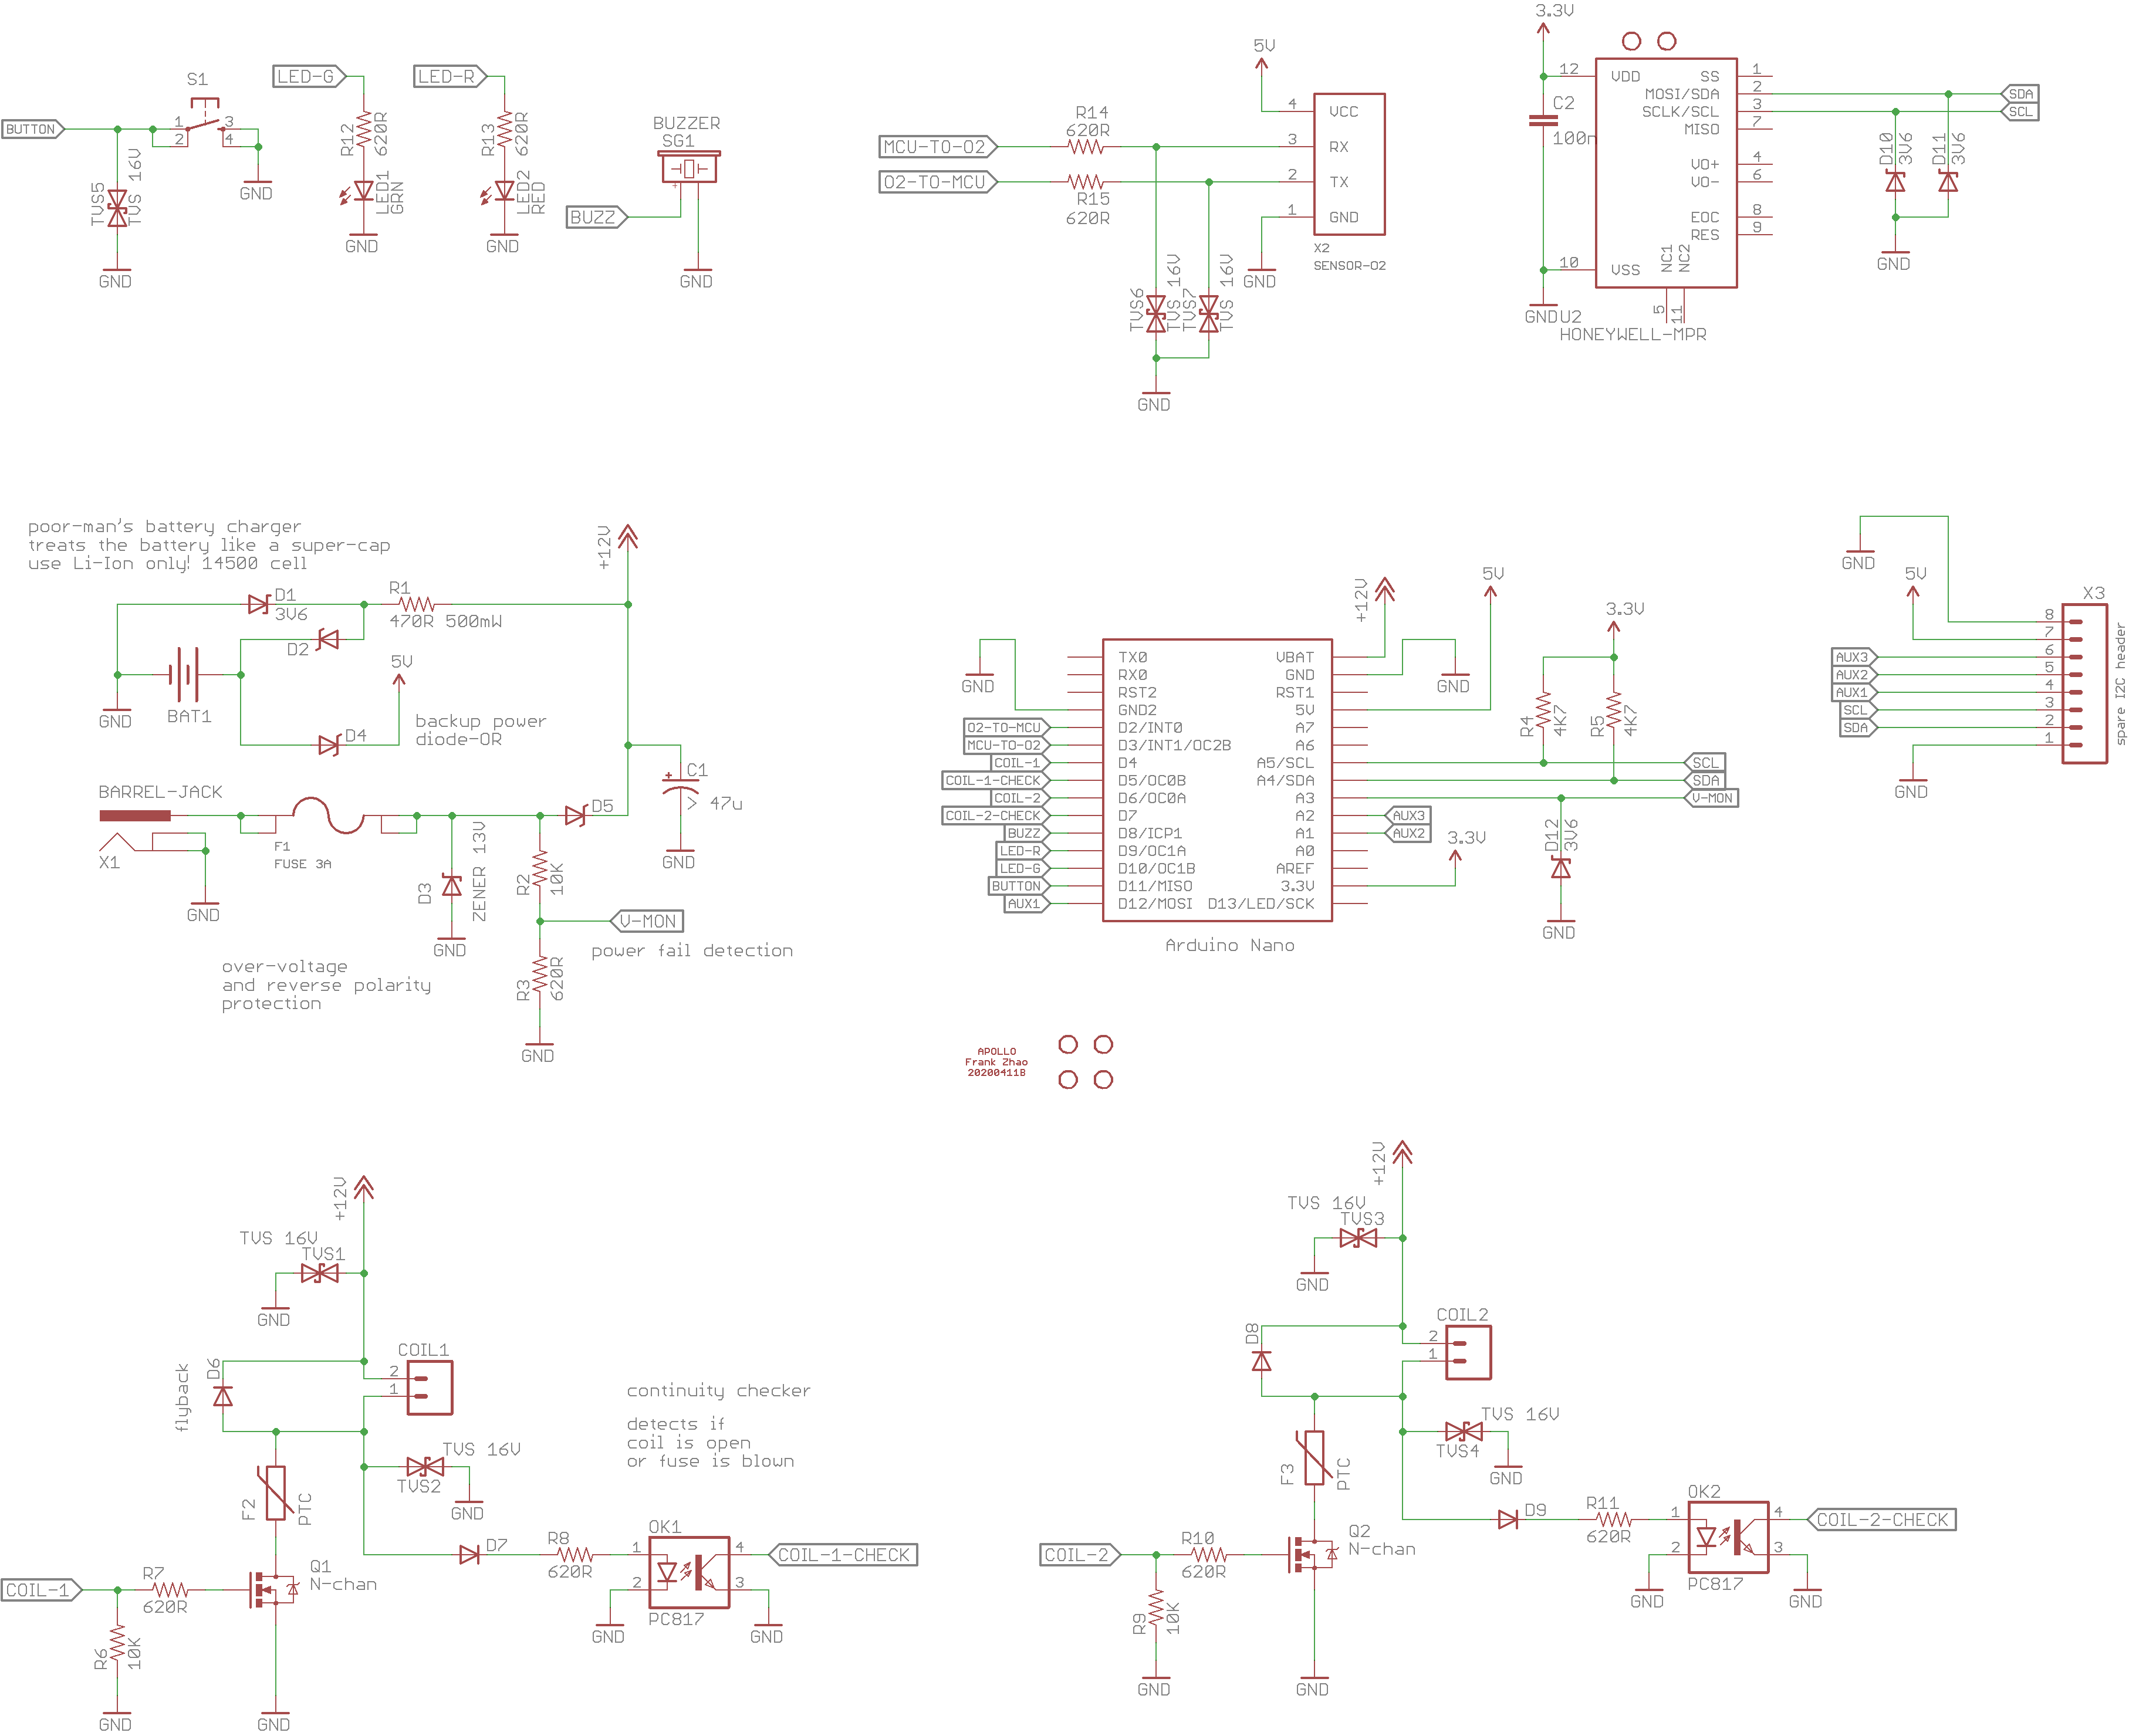 BUTTON
S1
1
2
3
4
GND
TVS5
TVS 16V
GND
LED-G
R12
620R
LED1
GRN
GND
LED-R
R13
620R
LED2
RED
GND
BUZZER
SG1
+
BUZZ
GND
MCU-TO-O2
O2-TO-MCU
R14
620R
R15
620R
5V
4
3
2
1
VCC
RX
TX
GND
GND
X2
SENSOR-O2
TVS6
TVS 16V
TVS7
TVS 16V
GND
3.3V
C2
100n
12
10
VDD
VSS
SS
MOSI/SDA
SCLK/SCL
MISO
VO+
VO-
EOC
RES
NC1
NC2
1
2
3
7
4
6
8
9
5
11
GND
U2
HONEYWELL-MPR
SDA
SCL
D10
3V6
D11
3V6
GND
poor-man's battery charger
treats the battery like a super-cap
use Li-Ion only! 14500 cell
D1
3V6
R1
470R 500mW
D2
BAT1
GND
5V
D4
backup power
diode-OR
+12V
C1
+
> 47u
GND
BARREL-JACK
X1
GND
F1
FUSE 3A
D3
ZENER 13V
GND
R2
10K
D5
V-MON
power fail detection
R3
620R
GND
over-voltage
and reverse polarity
protection
GND
O2-TO-MCU
MCU-TO-O2
COIL-1
COIL-1-CHECK
COIL-2
COIL-2-CHECK
BUZZ
LED-R
LED-G
BUTTON
AUX1
TX0
RX0
RST2
GND2
D2/INT0
D3/INT1/OC2B
D4
D5/OC0B
D6/OC0A
D7
D8/ICP1
D9/OC1A
D10/OC1B
D11/MISO
D12/MOSI
VBAT
GND
RST1
5V
A7
A6
A5/SCL
A4/SDA
A3
A2
A1
A0
AREF
3.3V
D13/LED/SCK
Arduino Nano
+12V
GND
5V
3.3V
R4
4K7
R5
4K7
SCL
SDA
V-MON
AUX3
AUX2
3.3V
D12
3V6
GND
GND
5V
AUX3
AUX2
AUX1
SCL
SDA
GND
8
7
6
5
4
3
2
1
X3
spare I2C header
APOLLO
Frank Zhao
20200411B
+12V
TVS 16V
TVS1
GND
flyback
D6
COIL1
2
1
TVS 16V
TVS2
GND
F2
PTC
COIL-1
R7
620R
R6
10K
GND
Q1
N-chan
GND
continuity checker
detects if
coil is open
or fuse is blown
D7
R8
620R
OK1
1
2
4
3
PC817
GND
GND
COIL-1-CHECK
+12V
TVS 16V
TVS3
GND
D8
COIL2
2
1
TVS 16V
TVS4
GND
F3
PTC
COIL-2
R10
620R
R9
10K
GND
Q2
N-chan
GND
D9
R11
620R
OK2
1
2
4
3
PC817
GND
GND
COIL-2-CHECK